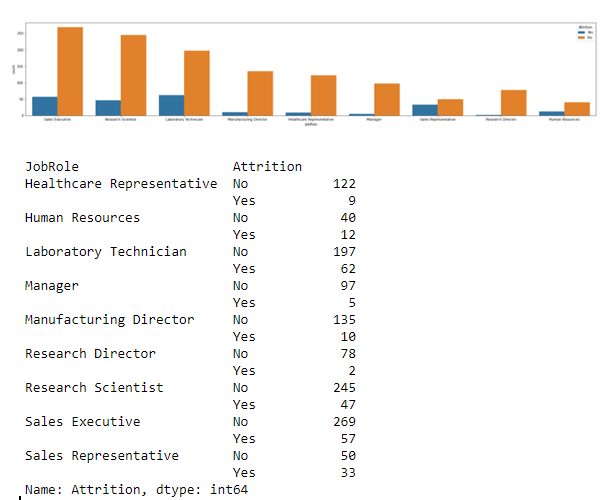 Attrition
Yes
No
250
200
150
100
50
0
count
Sales Executive Research Scientist Laboratory Technician Manufacturing Director Healthcare Representative Manager Sales Representative Research Director Human Resources
JobRole
JobRole Attrition
Healthcare Representative No 122
Yes 9
Human Resources No 40
Yes 12
Laboratory Technician No 197
Yes 62
Manager No 97
Yes 5
Manufacturing Director No 135
Yes 10
Research Director No 78
Yes 2
Research Scientist No 245
Yes 47
Sales Executive No 269
Yes 57
Sales Representative No 50
Yes 33
Name: Attrition, dtype: int64